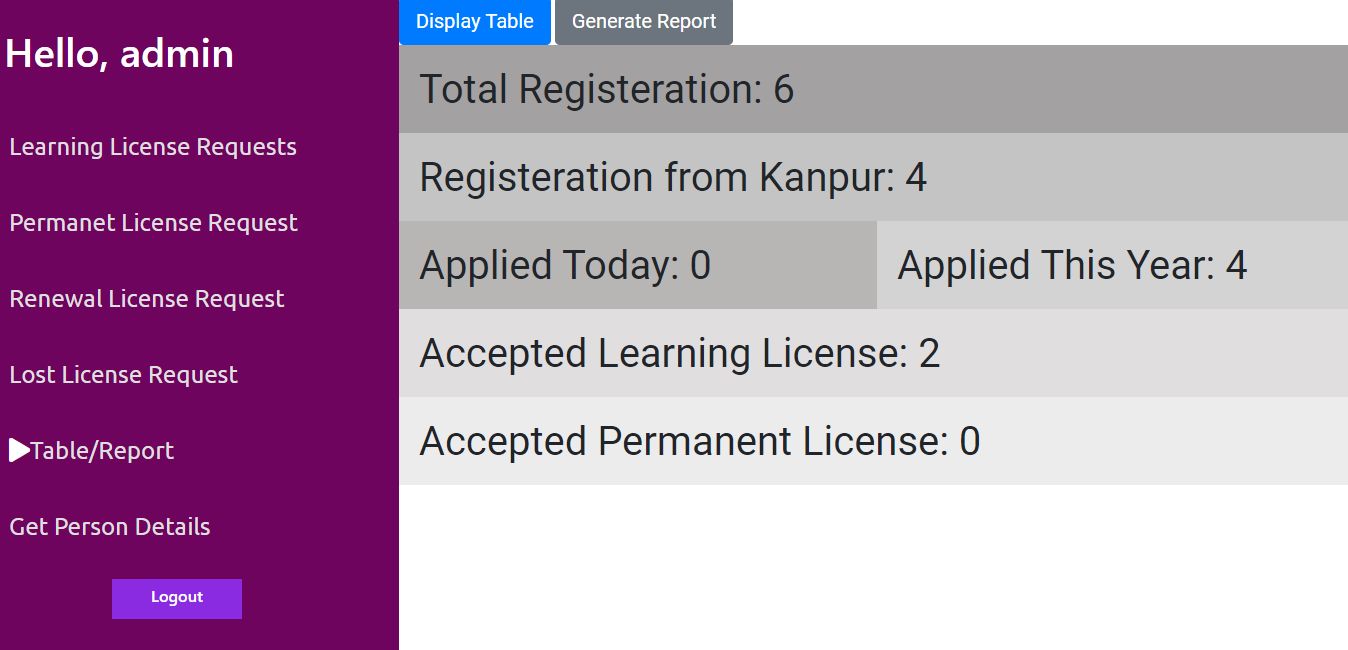 Hello, admin
Learning License Requests
Permanet License Request
Renewal License Request
Lost License Request
Table/Report
Get Person Details
Logout
Display Table
Generate Report
Total Registeration: 6
Registeration from Kanpur: 4
Applied Today: 0
Applied This Year: 4
Accepted Learning License: 2
Accepted Permanent License: 0